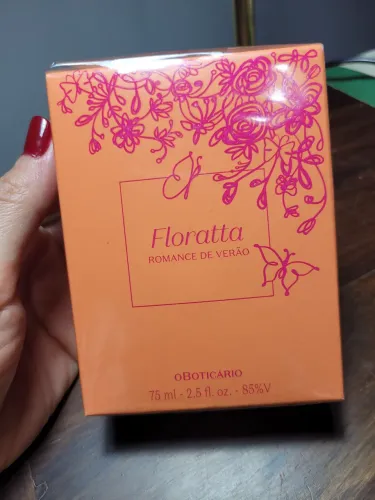 Floratta
ROMANCE DE VERÃO
OBOTICÁRIO
75 ml - 2.5 fl. oz. - 85%V